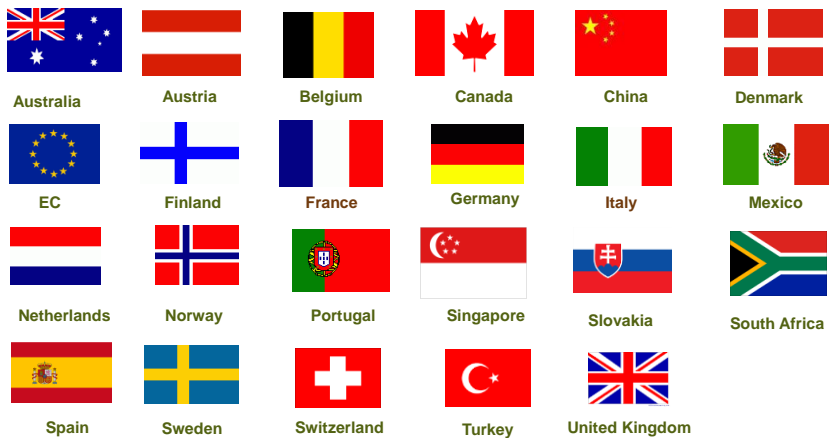 Australia
Austria
Belgium
Canada
China
Denmark
EC
Finland
France
Germany
Italy
Mexico
Netherlands
Norway
Portugal
Singapore
Slovakia
South Africa
Spain
Sweden
Switzerland
Turkey
United Kingdom